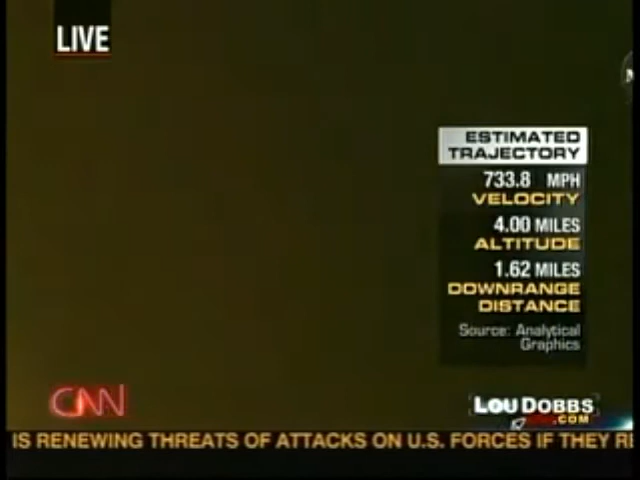 LIVE
ESTIMATED
TRAJECTORY
733.8 MPH
VELOCITY
4.00 MILES
ALTITUDE
1.62 MILES
DOWNRANGE
DISTANCE
Source: Analytical
Graphics
CNN
LOU DOBBS
.COM
IS RENEWING THREATS OF ATTACKS ON U.S. FORCES IF THEY